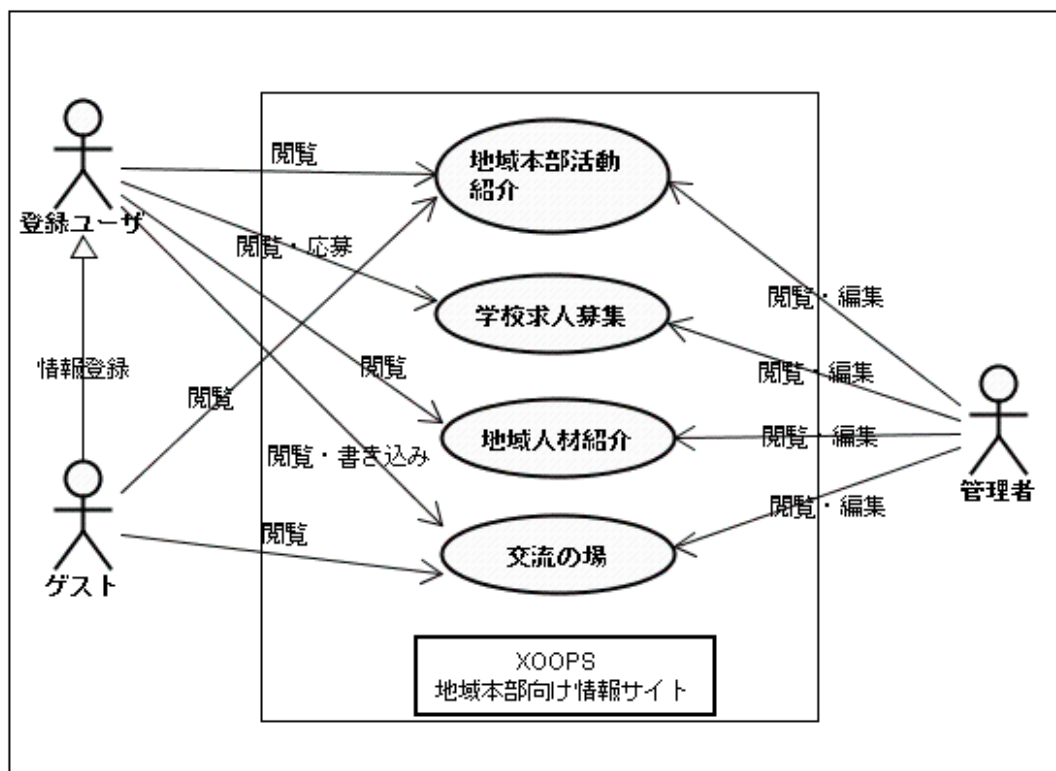 登録ユーザ
情報登録
ゲスト
閲覧
閲覧・応募
閲覧
閲覧
閲覧・書き込み
閲覧
地域本部活動
紹介
学校求人募集
地域人材紹介
交流の場
XOOPS
地域本部向け情報サイト
閲覧・編集
閲覧・編集
閲覧・編集
閲覧・編集
管理者